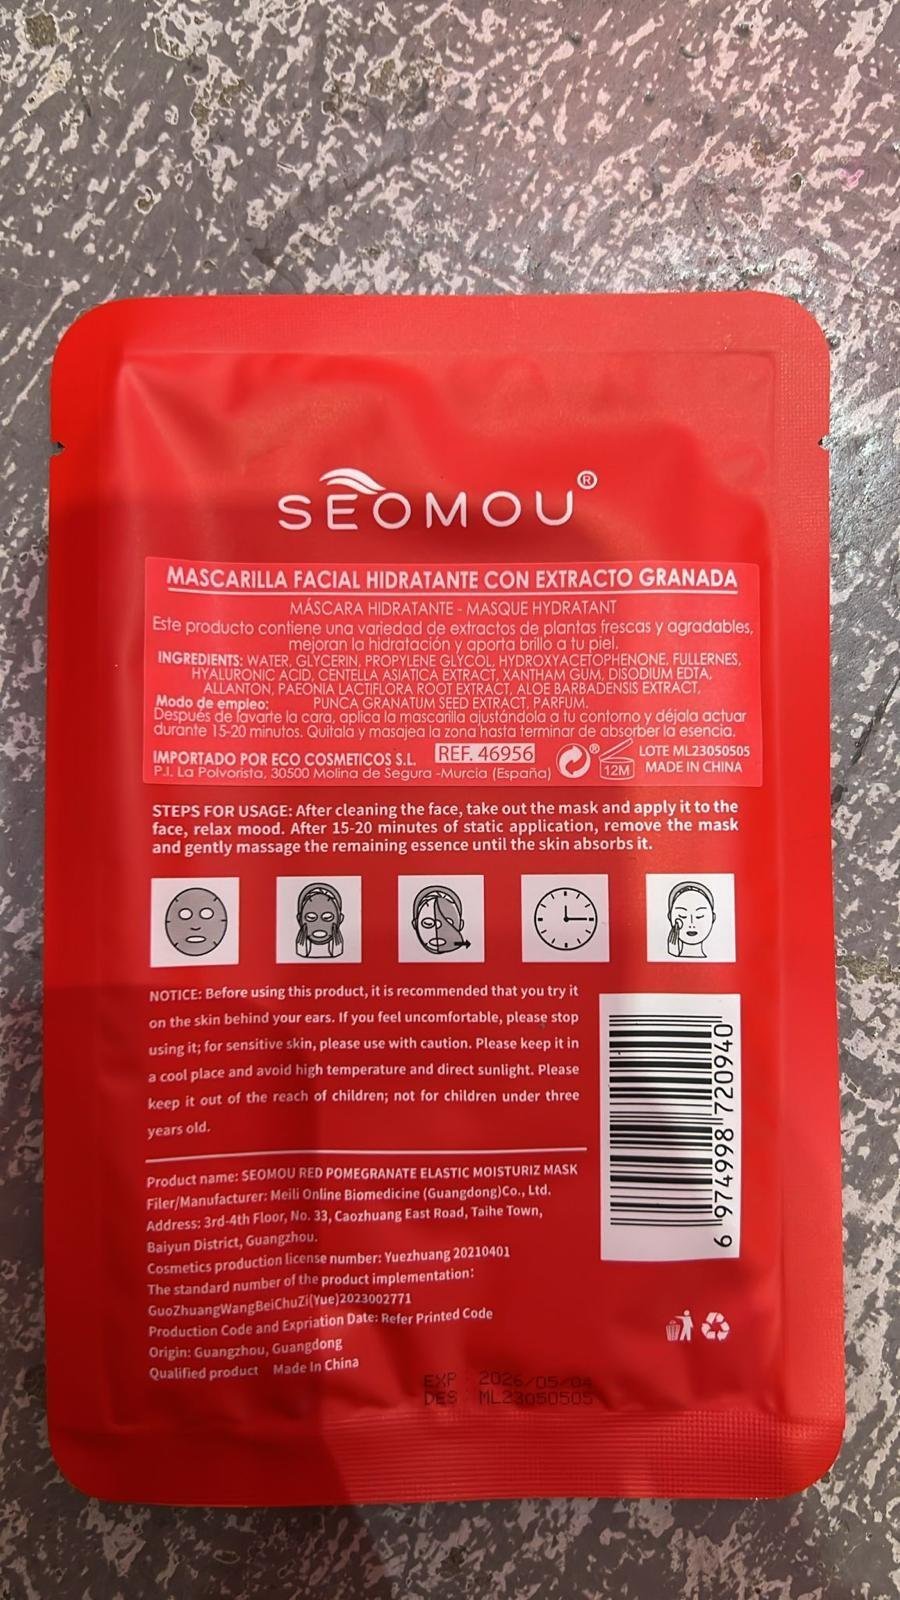 SEOMOU®
MASCARILLA FACIAL HIDRATANTE CON EXTRACTO GRANADA
MÁSCARA HIDRATANTE - MASQUE HYDRATANT
Este producto contiene una variedad de extractos de plantas frescas y agradables,
mejoran la hidratación y aporta brillo a tu piel.
INGREDIENTS: WATER, GLYCERIN, PROPYLENE GLYCOL, HYDROXYACETOPHENONE, FULLERNES,
HYALURONIC ACID, CENTELLA ASIATICA EXTRACT, XANTHAM GUM, DISODIUM EDTA,
ALLANTON, PAEONIA LACTIFLORA ROOT EXTRACT, ALOE BARBADENSIS EXTRACT,
PUNCA GRANATUM SEED EXTRACT, PARFUM.
Modo de empleo:
Después de lavarte la cara, aplica la mascarilla ajustándola a tu contorno y déjala actuar
durante 15-20 minutos. Quítala y masajea la zona hasta terminar de absorber la esencia.
IMPORTADO POR ECO COSMETICOS S.L. REF. 46956
P.I. La Polvorista, 30500 Molina de Segura -Murcia (España)
® 12M
LOTE ML23050505
MADE IN CHINA
STEPS FOR USAGE: After cleaning the face, take out the mask and apply it to the
face, relax mood. After 15-20 minutes of static application, remove the mask
and gently massage the remaining essence until the skin absorbs it.
NOTICE: Before using this product, it is recommended that you try it
on the skin behind your ears. If you feel uncomfortable, please stop
using it; for sensitive skin, please use with caution. Please keep it in
a cool place and avoid high temperature and direct sunlight. Please
keep it out of the reach of children; not for children under three
years old.
6 974998 720940
Product name: SEOMOU RED POMEGRANATE ELASTIC MOISTURIZ MASK
Filer/Manufacturer: Meili Online Biomedicine (Guangdong)Co., Ltd.
Address: 3rd-4th Floor, No. 33, Caozhuang East Road, Taihe Town,
Baiyun District, Guangzhou.
Cosmetics production license number: Yuezhuang 20210401
The standard number of the product implementation:
GuoZhuangWangBeiChuZi(Yue)2023002771
Production Code and Expriation Date: Refer Printed Code
Origin: Guangzhou, Guangdong
Qualified product Made In China
EXP : 2026/05/04
DES : ML23050505